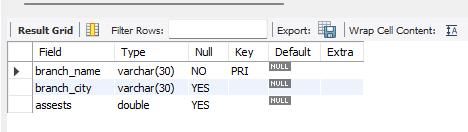 Result Grid Filter Rows: Export: Wrap Cell Content: IA
Field Type Null Key Default Extra
branch_name varchar(30) NO PRI NULL
branch_city varchar(30) YES NULL
assests double YES NULL